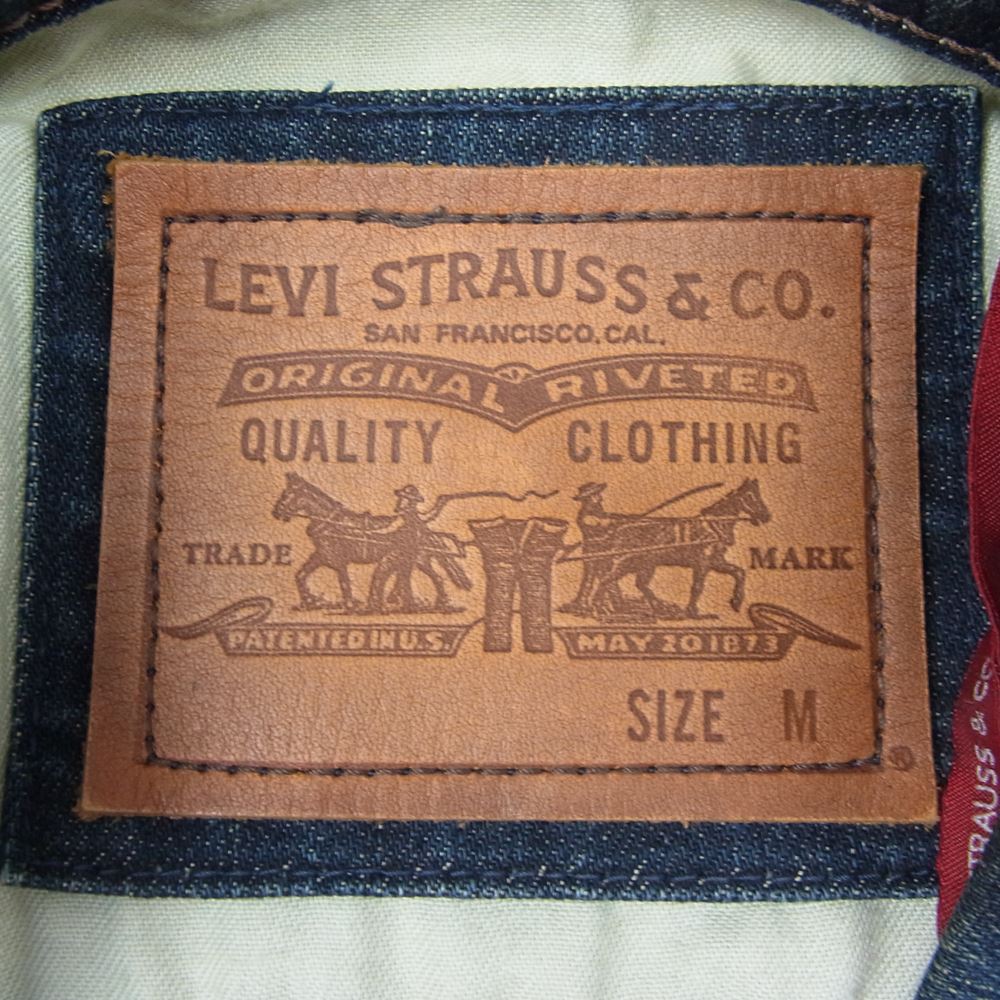 LEVI STRAUSS & CO.
SAN FRANCISCO, CAL.
ORIGINAL RIVETED
QUALITY CLOTHING
TRADE MARK
PATENTED IN U.S. MAY 20 1873
SIZE M
®
TRAUSS & CO